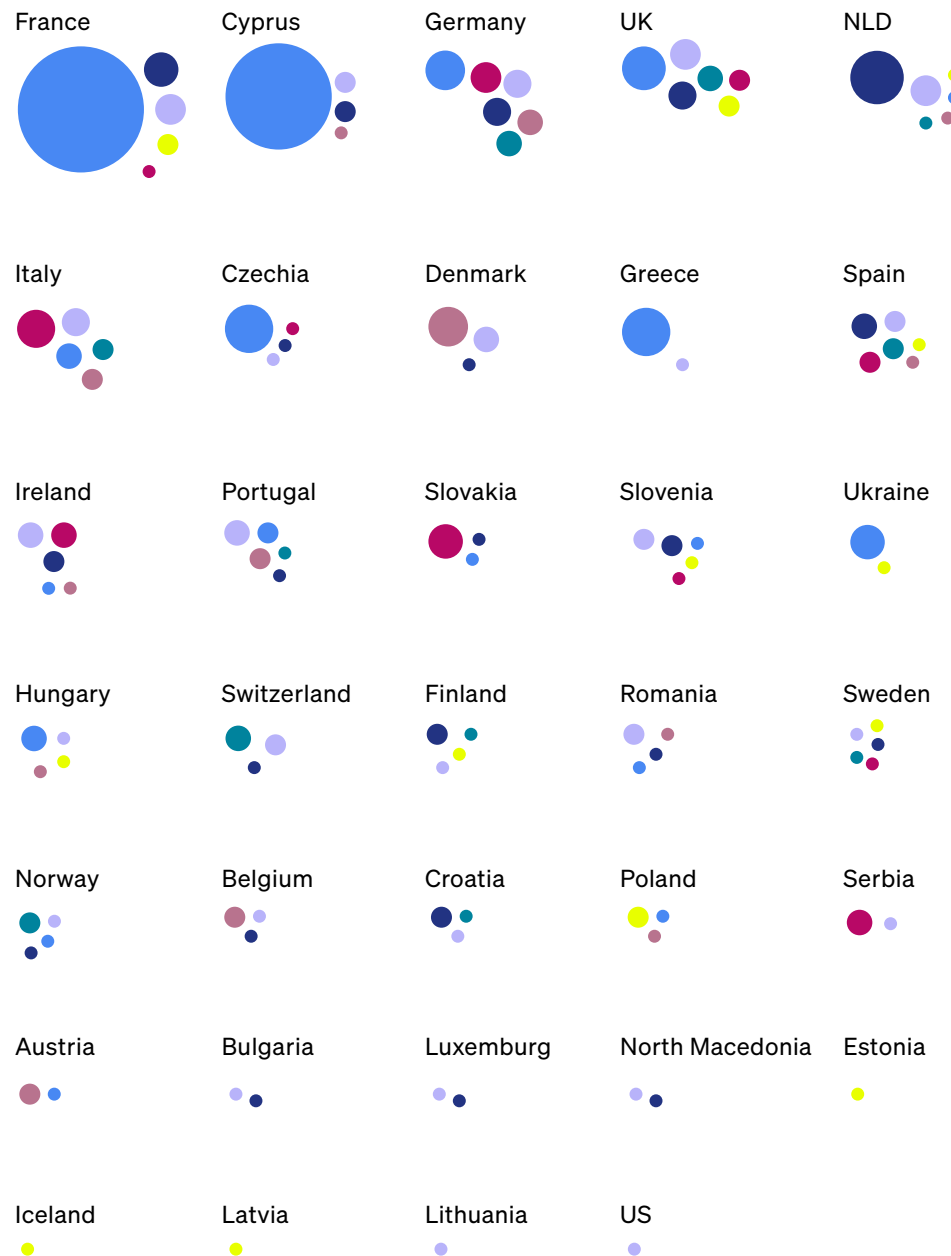 France Cyprus Germany UK NLD
Italy Czechia Denmark Greece Spain
Ireland Portugal Slovakia Slovenia Ukraine
Hungary Switzerland Finland Romania Sweden
Norway Belgium Croatia Poland Serbia
Austria Bulgaria Luxemburg North Macedonia Estonia
Iceland Latvia Lithuania US